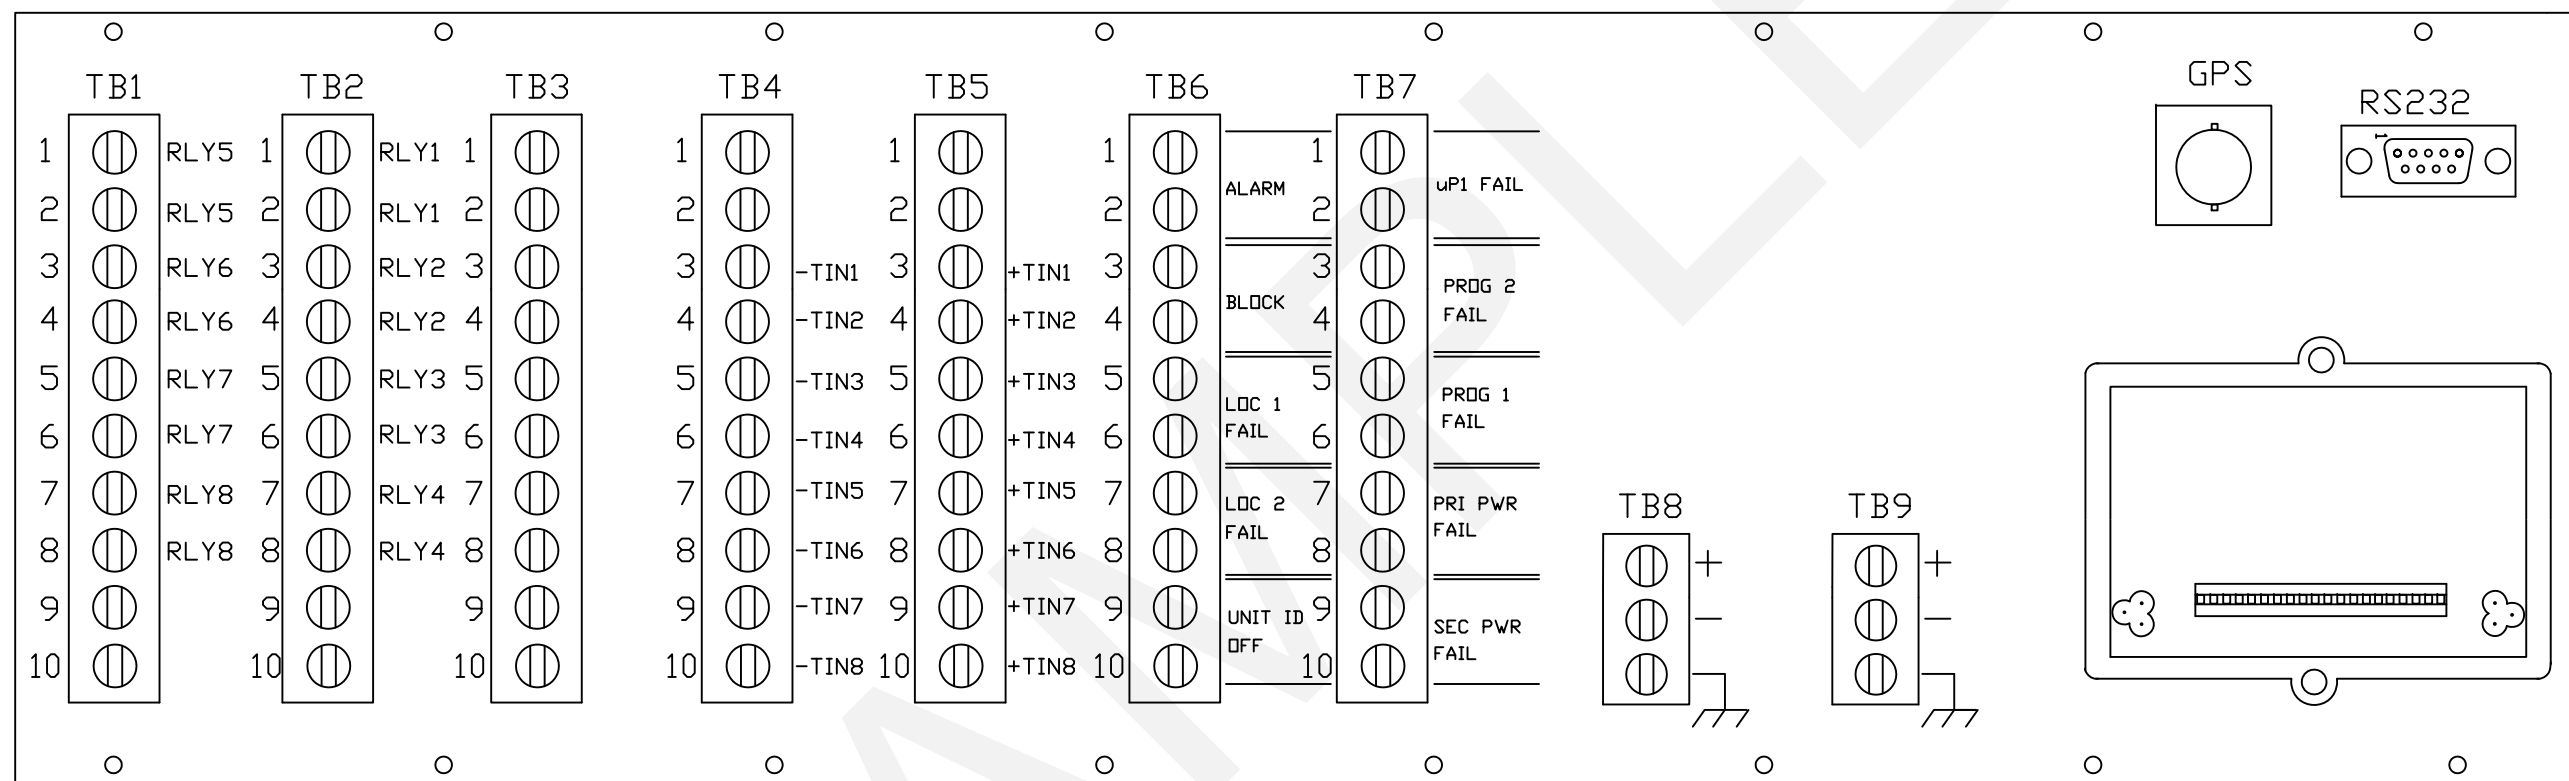 TB1 TB2 TB3 TB4 TB5 TB6 TB7 GPS RS232
1 RLY5 1 RLY1 1 1 1 1 1
ALARM uP1 FAIL
2 RLY5 2 RLY1 2 2 2 2 2
3 RLY6 3 RLY2 3 3 -TIN1 3 +TIN1 3 3
BLOCK PROG 2
FAIL
4 RLY6 4 RLY2 4 4 -TIN2 4 +TIN2 4 4
5 RLY7 5 RLY3 5 5 -TIN3 5 +TIN3 5 5
LOC 1 PROG 1
FAIL FAIL
6 RLY7 6 RLY3 6 6 -TIN4 6 +TIN4 6 6
7 RLY8 7 RLY4 7 7 -TIN5 7 +TIN5 7 7
LOC 2 PRI PWR
FAIL FAIL
8 RLY8 8 RLY4 8 8 -TIN6 8 +TIN6 8 8
9 9 9 9 -TIN7 9 +TIN7 9 9
UNIT ID SEC PWR
OFF FAIL
10 10 10 10 -TIN8 10 +TIN8 10 10
TB8 TB9
+ +
- -